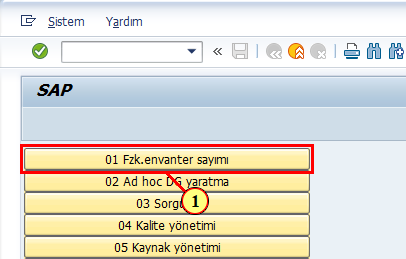 Sistem Yardım
SAP
01 Fzk.envanter sayımı
02 Ad hoc DG yaratma
03
1
04 Kalite yönetimi
05 Kaynak yönetimi